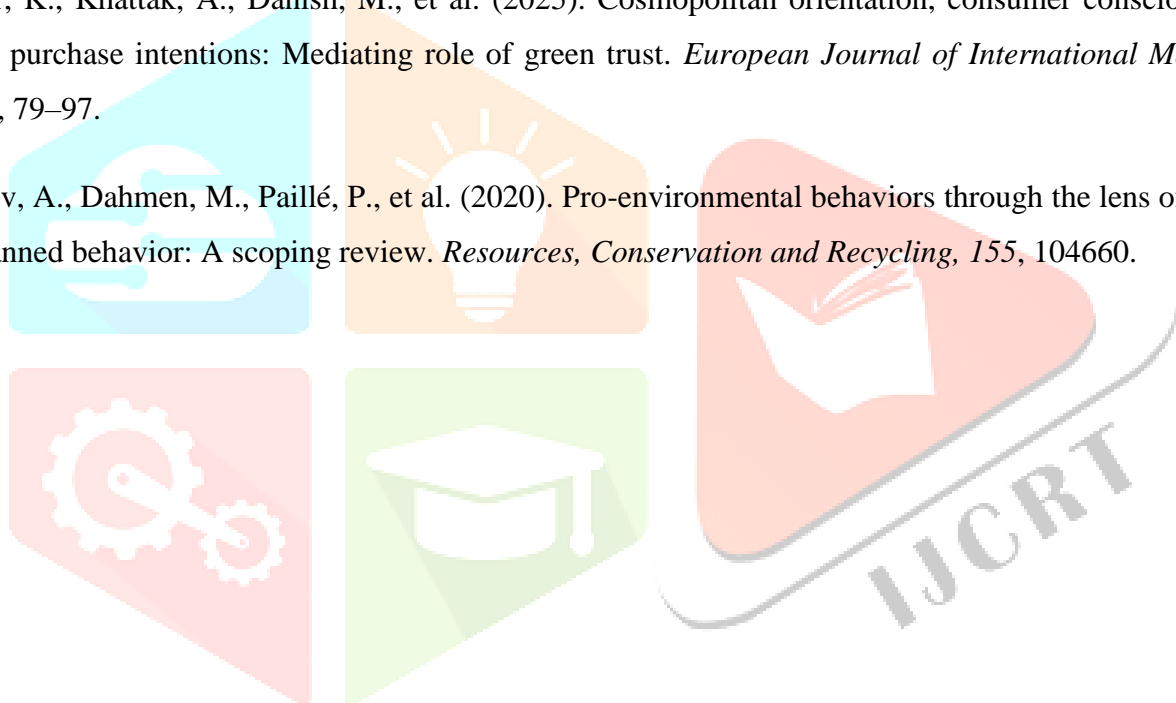 K., Khattak, A., Danish, M., et al. (2025). Cosmopolitan orientation, consumer conscio
purchase intentions: Mediating role of green trust. European Journal of International M
, 79–97.
v, A., Dahmen, M., Paillé, P., et al. (2020). Pro-environmental behaviors through the lens o
anned behavior: A scoping review. Resources, Conservation and Recycling, 155, 104660.
IJCRT